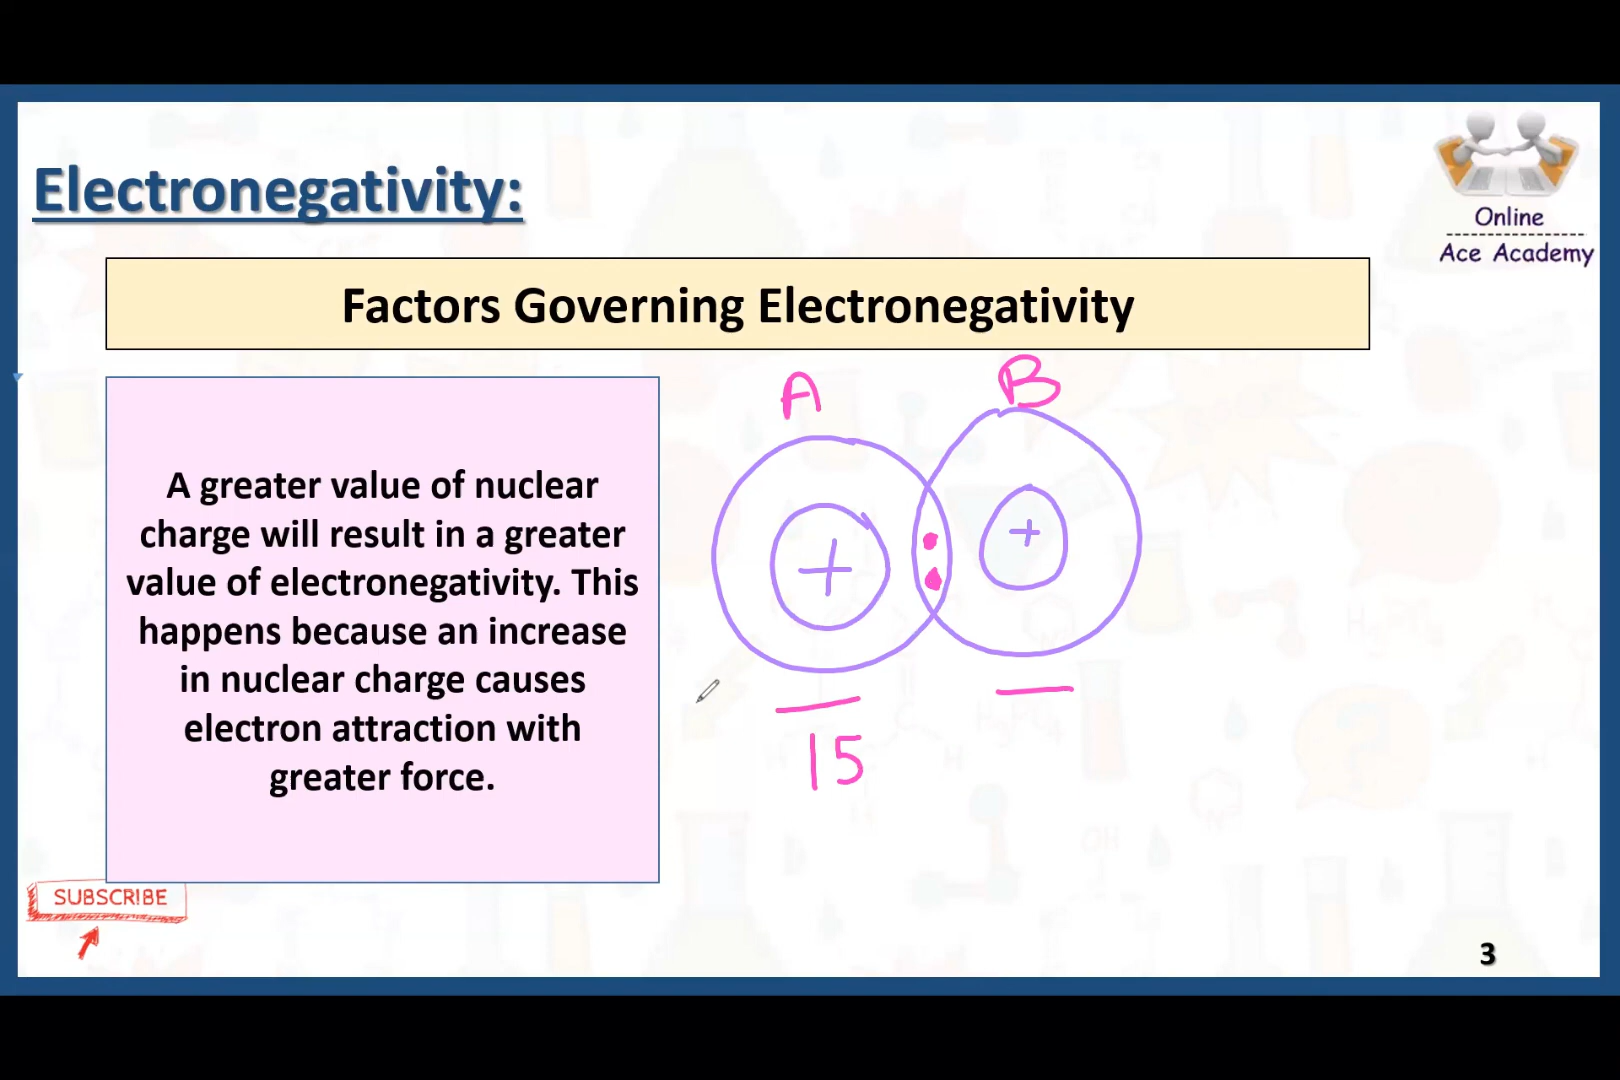 Electronegativity:
Online
Ace Academy
Factors Governing Electronegativity
A greater value of nuclear
charge will result in a greater
value of electronegativity. This
happens because an increase
in nuclear charge causes
electron attraction with
greater force.
A
B
+
+
15
SUBSCRIBE
3